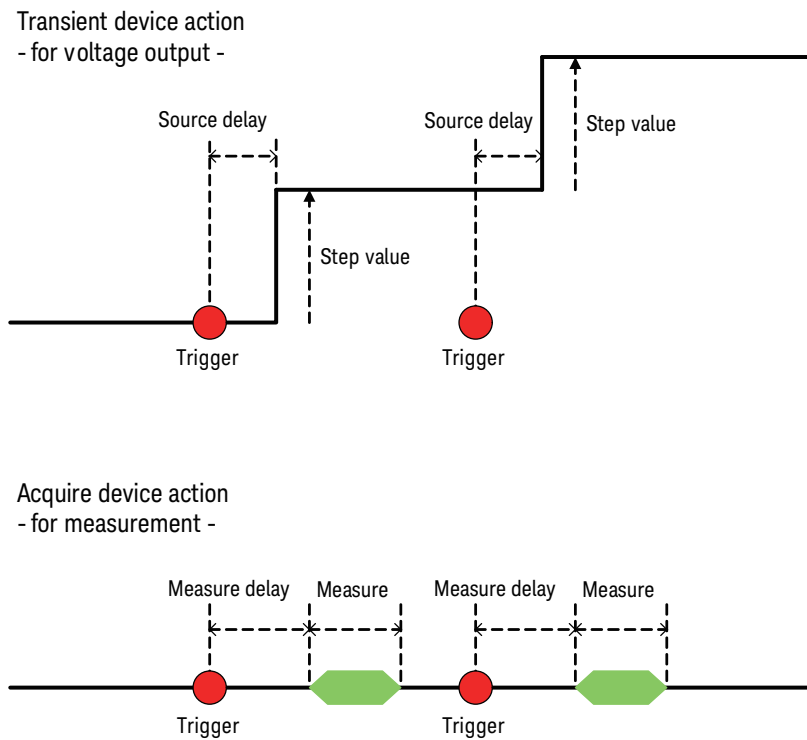 Transient device action
- for voltage output -
Source delay
Source delay
Step value
Step value
Trigger
Trigger
Acquire device action
- for measurement -
Measure delay
Measure
Measure delay
Measure
Trigger
Trigger